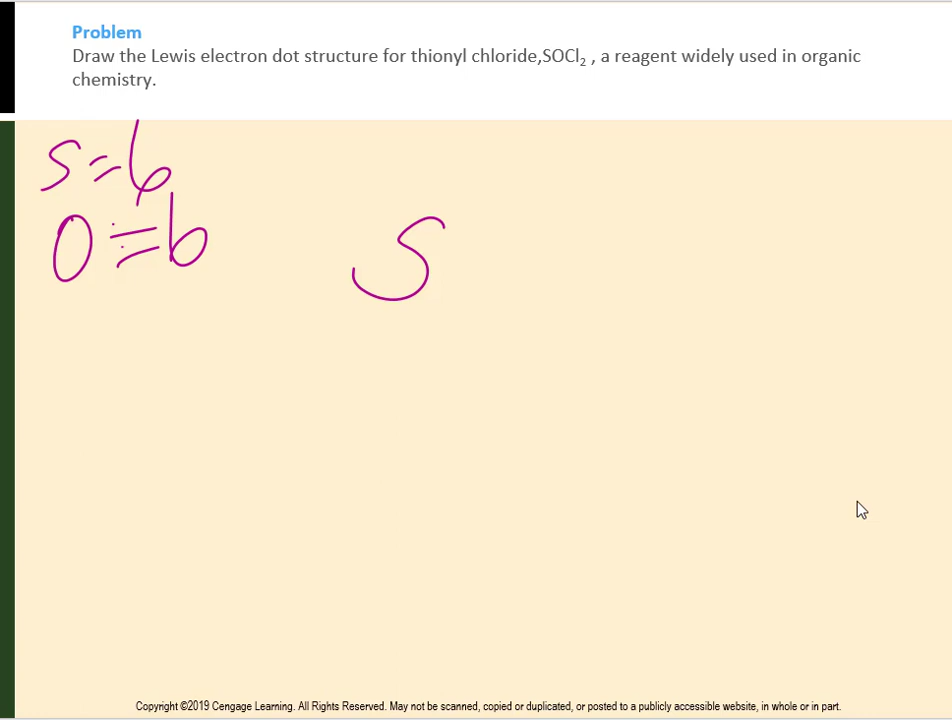 Problem
Draw the Lewis electron dot structure for thionyl chloride,SOCl₂ , a reagent widely used in organic
chemistry.
S=6
O=6
S
Copyright ©2019 Cengage Learning. All Rights Reserved. May not be scanned, copied or duplicated, or posted to a publicly accessible website, in whole or in part.